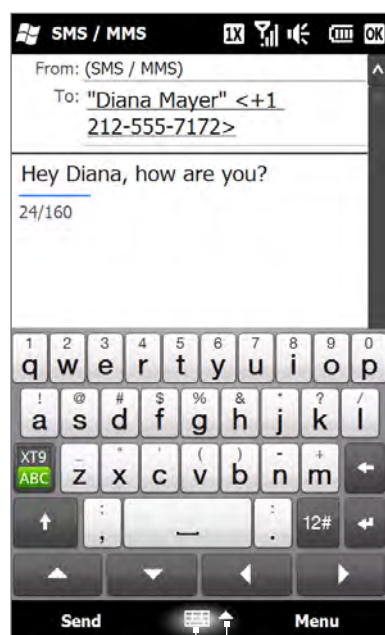 SMS / MMS 1X OK
From: (SMS / MMS)
To: "Diana Mayer" <+1
212-555-7172>
Hey Diana, how are you?
24/160
1 2 3 4 5 6 7 8 9 0
q w e r t y u i o p
! @ # $ % & * ? /
a s d f g h j k l
XT9 _ " ' ( ) - +
ABC z x c v b n m
; :
, . 12#
Send Menu